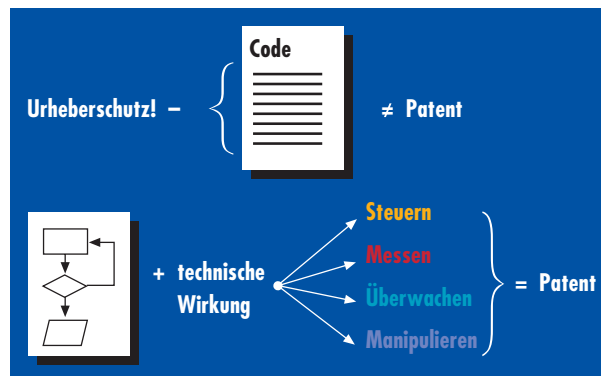 Code
Urheberschutz! –
≠ Patent
+ technische
Wirkung
Steuern
Messen
Überwachen
Manipulieren
= Patent